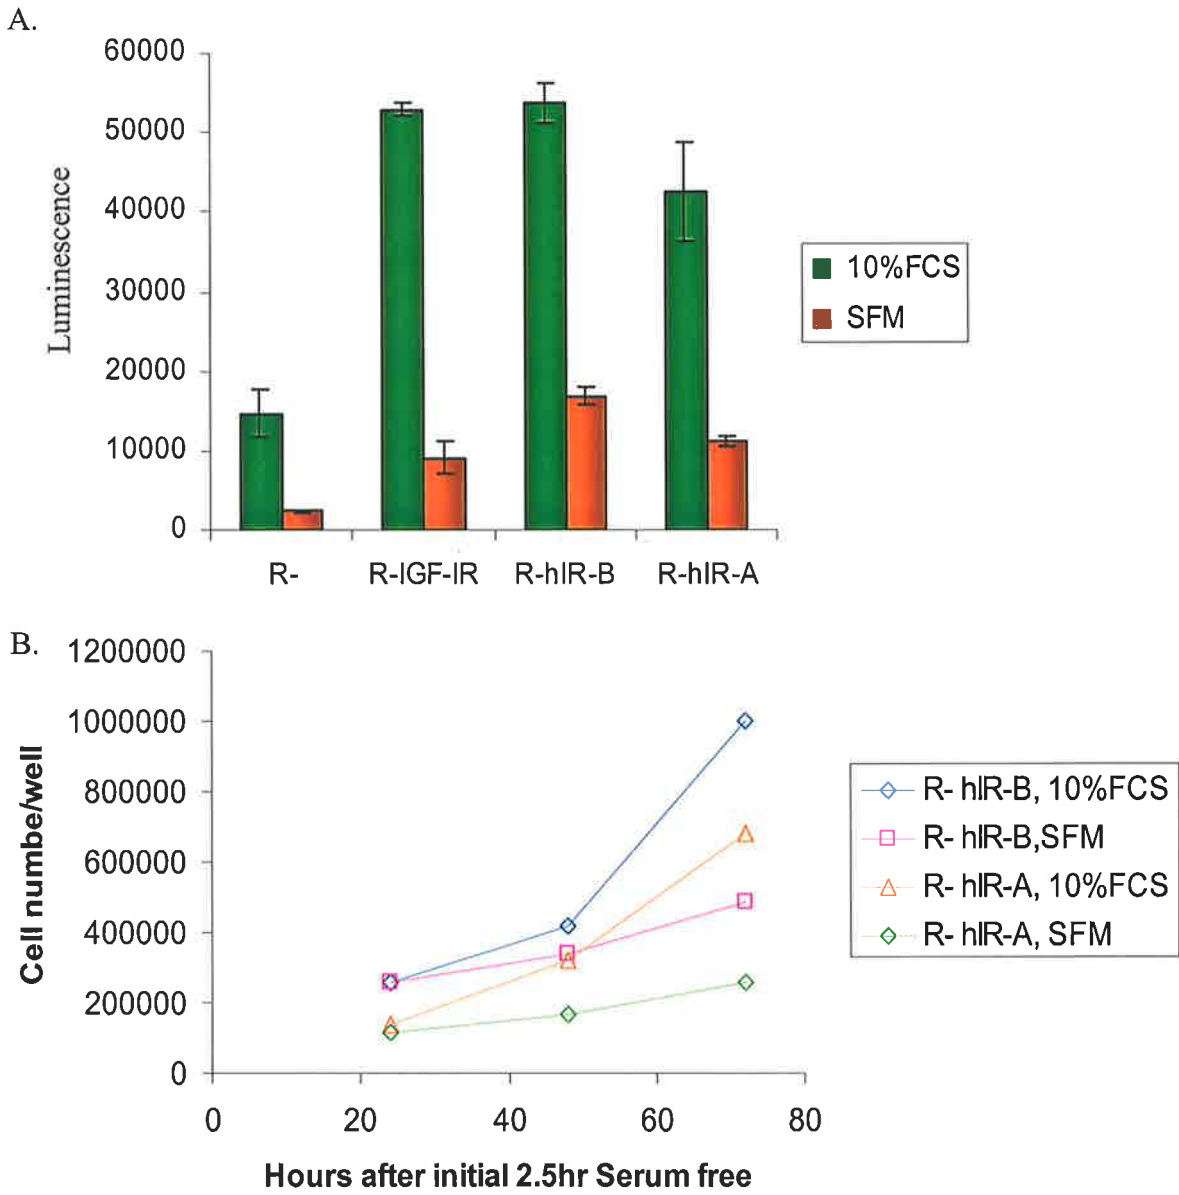 A.
60000
50000
40000
30000
20000
10000
0
Luminescence
R-
R-IGF-IR
R-hIR-B
R-hIR-A
10%FCS
SFM
B.
1200000
1000000
800000
600000
400000
200000
0
Cell numbe/well
0 20 40 60 80
Hours after initial 2.5hr Serum free
R- hIR-B, 10%FCS
R- hIR-B,SFM
R- hIR-A, 10%FCS
R- hIR-A, SFM